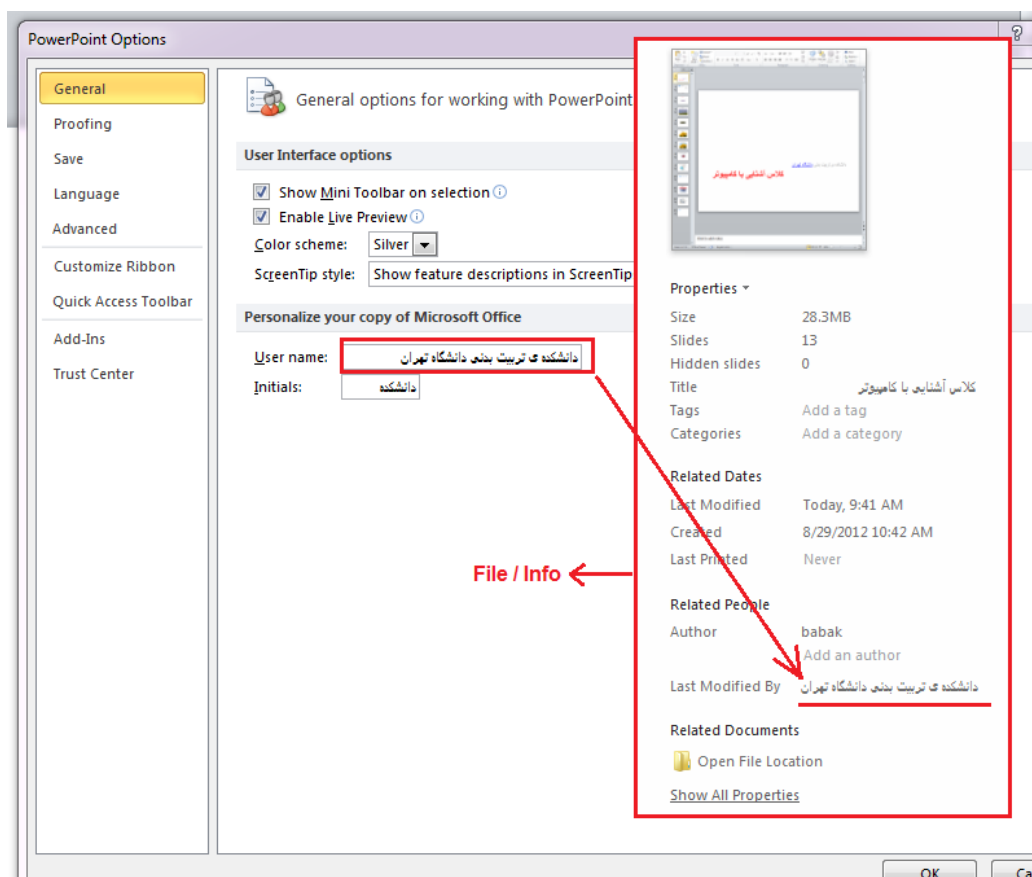 PowerPoint Options
General
Proofing
Save
Language
Advanced
Customize Ribbon
Quick Access Toolbar
Add-Ins
Trust Center
General options for working with PowerPoint
User Interface options
Show Mini Toolbar on selection
Enable Live Preview
Color scheme: Silver
ScreenTip style: Show feature descriptions in ScreenTip
Personalize your copy of Microsoft Office
User name: دانشکده ی تربیت بدنی دانشگاه تهران
Initials: دانشکده
File / Info
کلاس آشنایی با کامپیوتر
Properties
Size 28.3MB
Slides 13
Hidden slides 0
Title کلاس آشنایی با کامپیوتر
Tags Add a tag
Categories Add a category
Related Dates
Last Modified Today, 9:41 AM
Created 8/29/2012 10:42 AM
Last Printed Never
Related People
Author babak
Add an author
Last Modified By دانشکده ی تربیت بدنی دانشگاه تهران
Related Documents
Open File Location
Show All Properties
OK
Ca